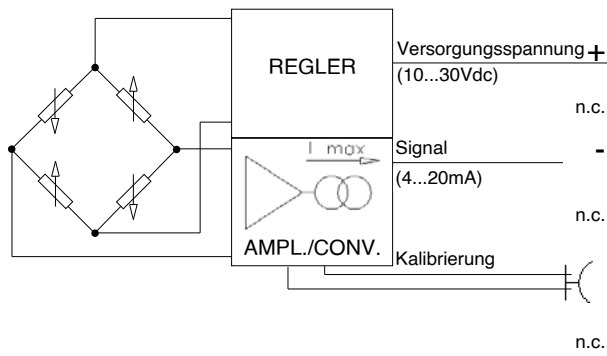 REGLER
Versorgungsspannung +
(10...30Vdc)
n.c.
I max
Signal -
(4...20mA)
n.c.
AMPL./CONV.
Kalibrierung
n.c.